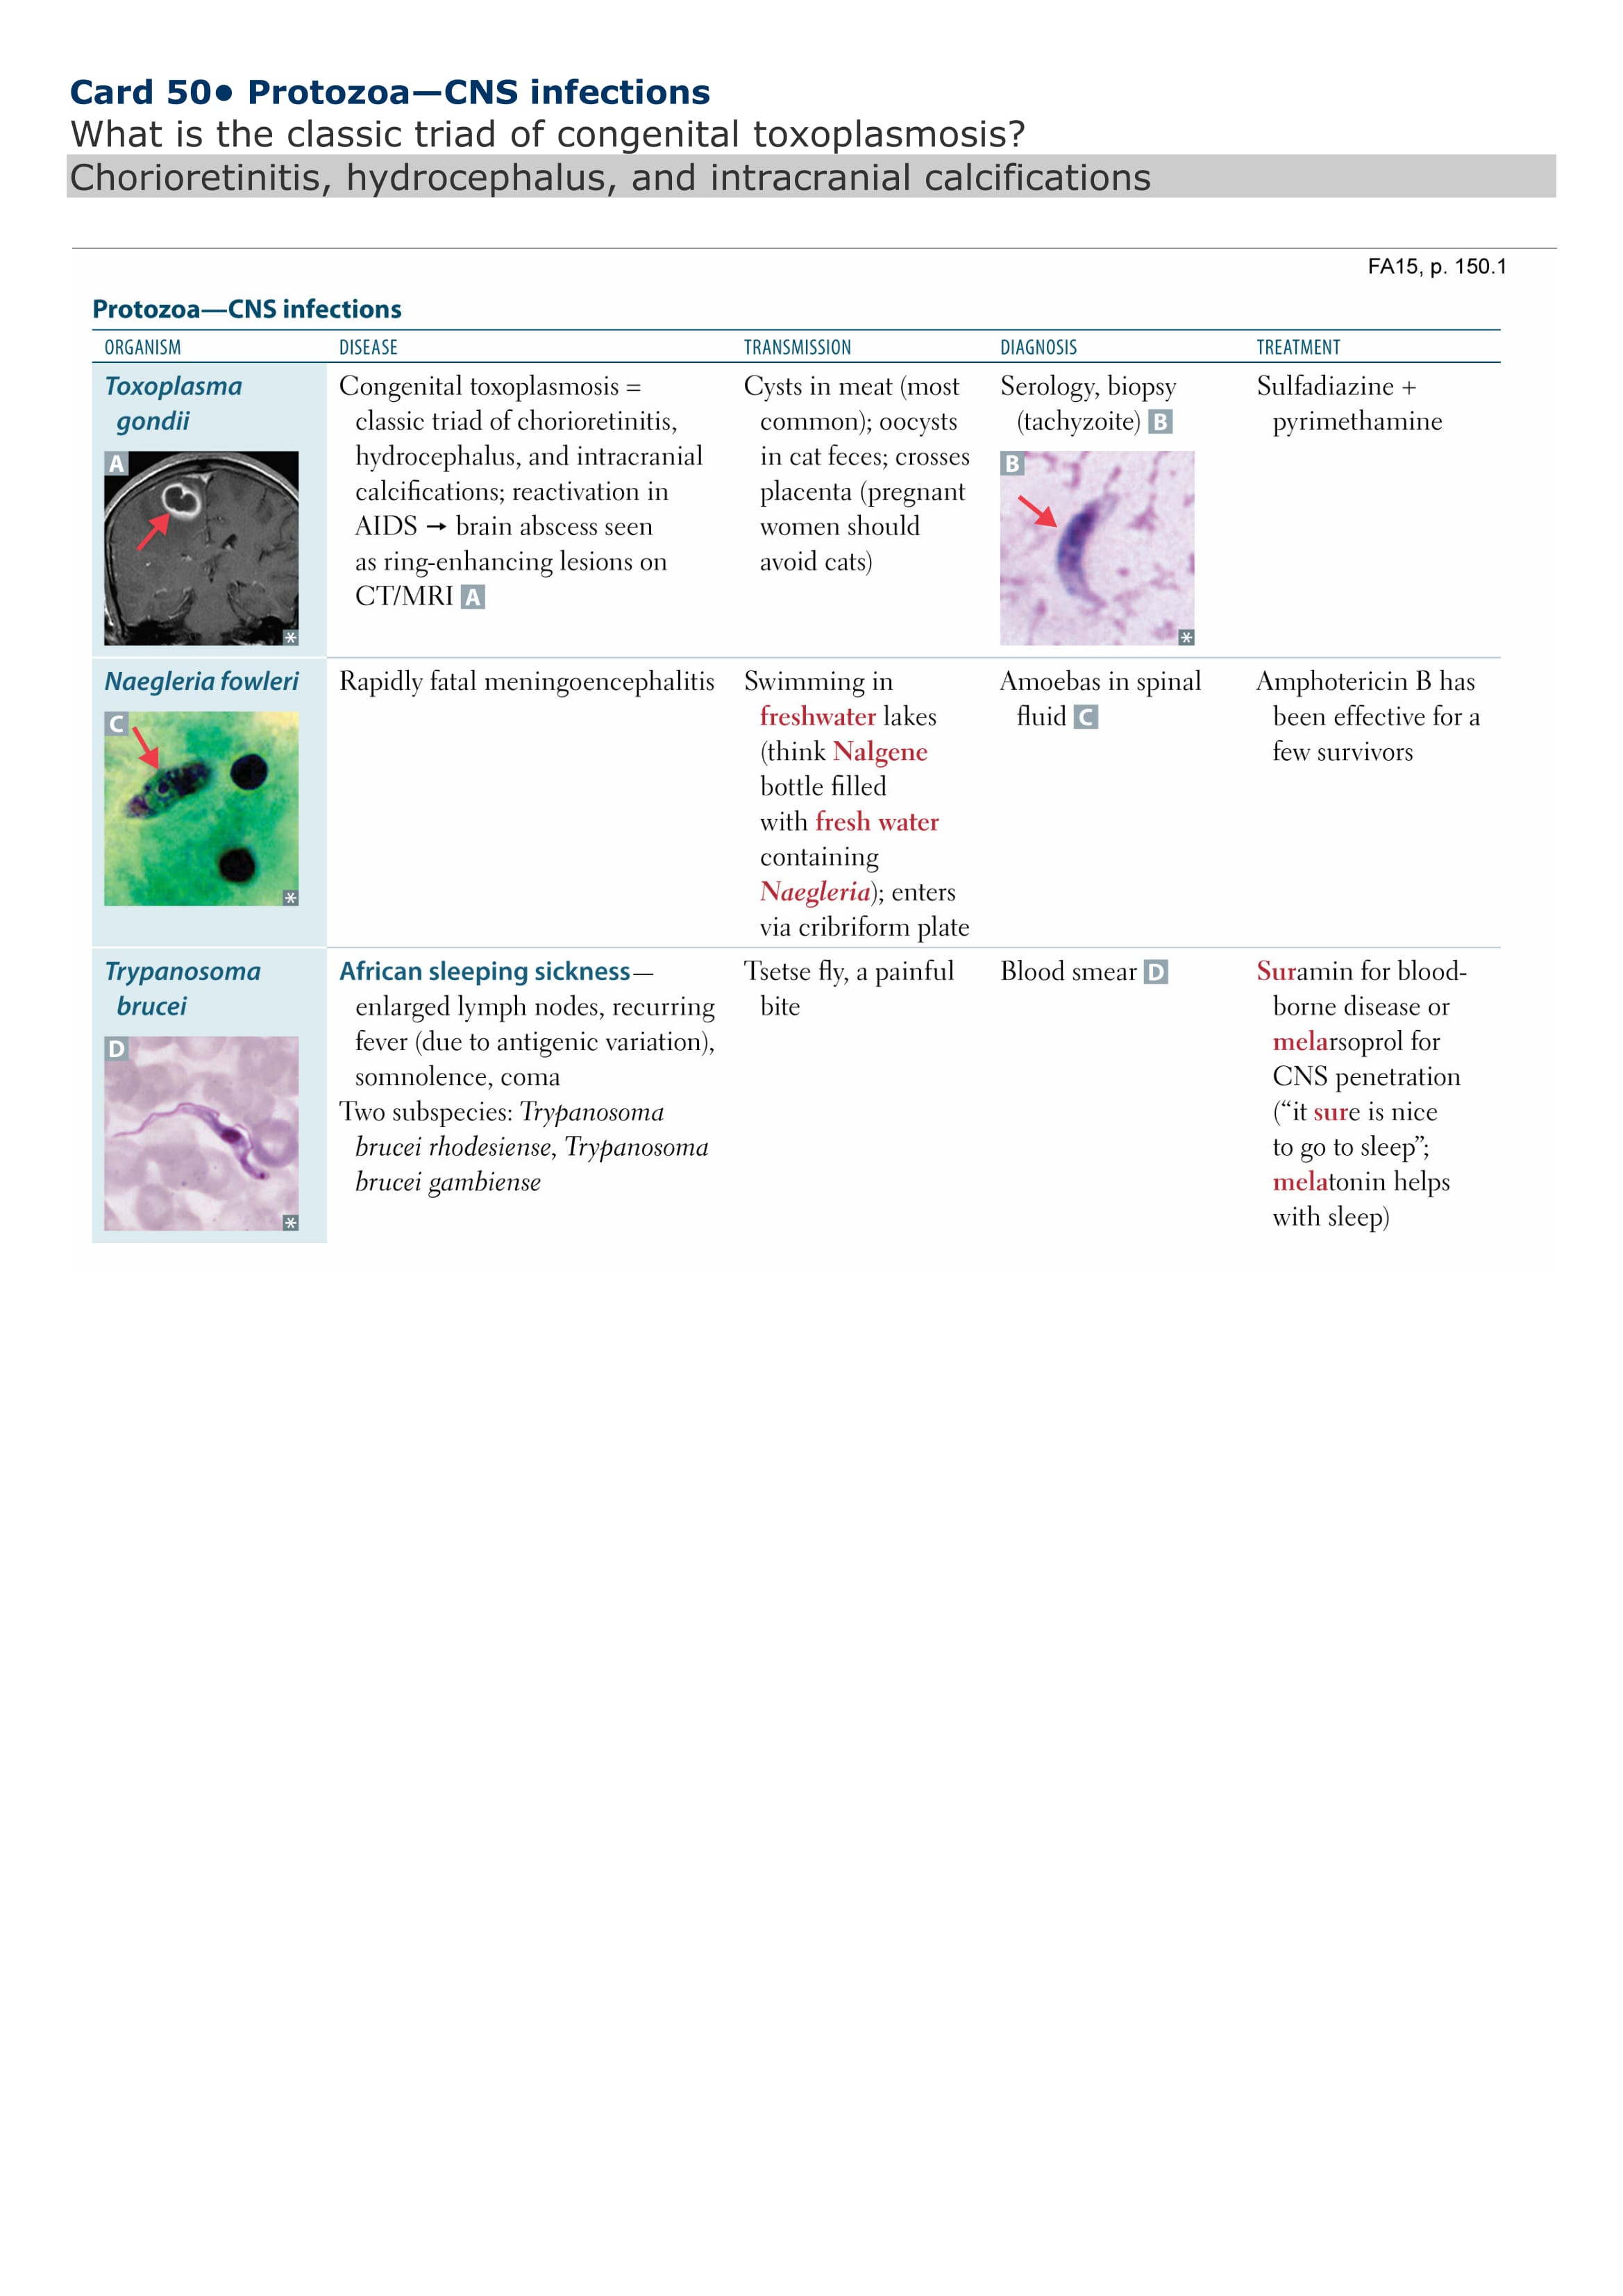 Card 50• Protozoa—CNS infections
What is the classic triad of congenital toxoplasmosis?
Chorioretinitis, hydrocephalus, and intracranial calcifications
FA15, p. 150.1
Protozoa—CNS infections
ORGANISM
DISEASE
TRANSMISSION
DIAGNOSIS
TREATMENT
Toxoplasma
gondii
A
*
Congenital toxoplasmosis =
classic triad of chorioretinitis,
hydrocephalus, and intracranial
calcifications; reactivation in
AIDS → brain abscess seen
as ring-enhancing lesions on
CT/MRI A
Cysts in meat (most
common); oocysts
in cat feces; crosses
placenta (pregnant
women should
avoid cats)
Serology, biopsy
(tachyzoite) B
B
*
Sulfadiazine +
pyrimethamine
Naegleria fowleri
C
*
Rapidly fatal meningoencephalitis
Swimming in
freshwater lakes
(think Nalgene
bottle filled
with fresh water
containing
Naegleria); enters
via cribriform plate
Amoebas in spinal
fluid C
Amphotericin B has
been effective for a
few survivors
Trypanosoma
brucei
D
*
African sleeping sickness—
enlarged lymph nodes, recurring
fever (due to antigenic variation),
somnolence, coma
Two subspecies: Trypanosoma
brucei rhodesiense, Trypanosoma
brucei gambiense
Tsetse fly, a painful
bite
Blood smear D
Suramin for blood-
borne disease or
melarsoprol for
CNS penetration
(“it sure is nice
to go to sleep”;
melatonin helps
with sleep)